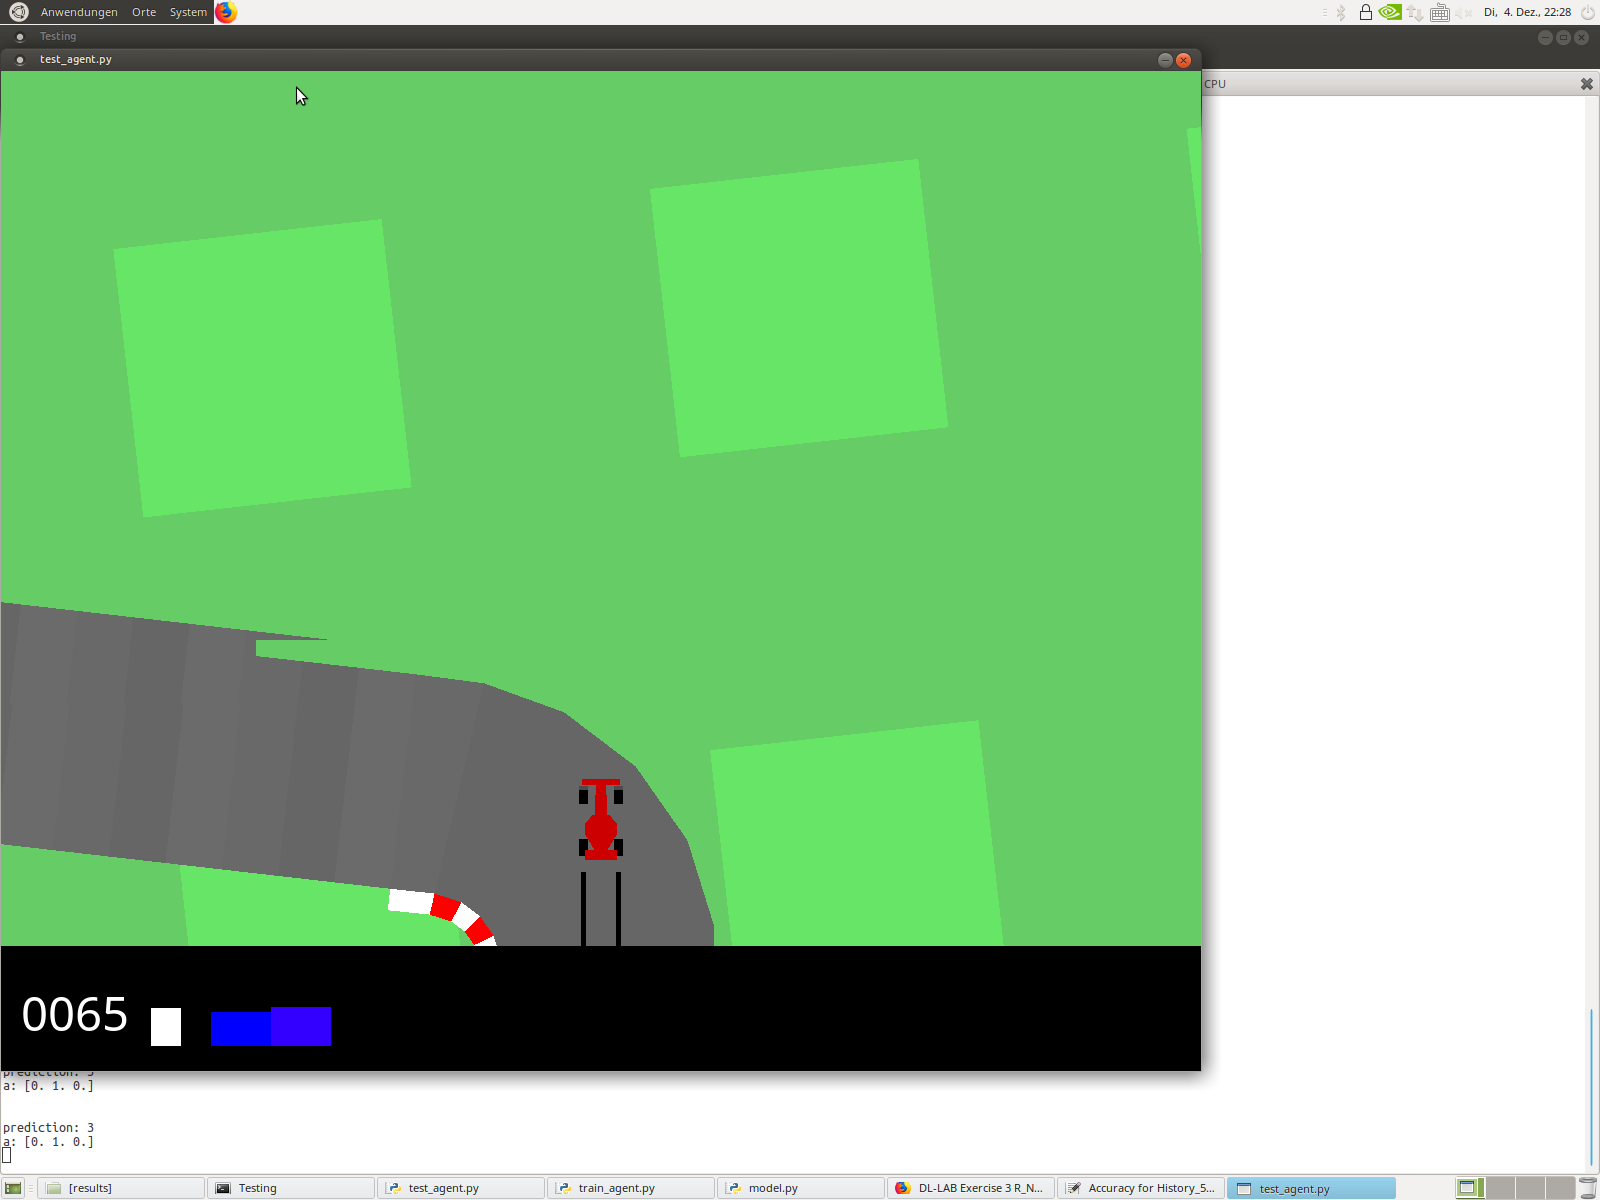 Anwendungen Orte System Di, 4. Dez., 22:28
Testing
test_agent.py
CPU
0065
prediction: 3
a: [0. 1. 0.]
prediction: 3
a: [0. 1. 0.]
[results] Testing test_agent.py train_agent.py model.py DL-LAB Exercise 3 R_N... Accuracy for History_5... test_agent.py